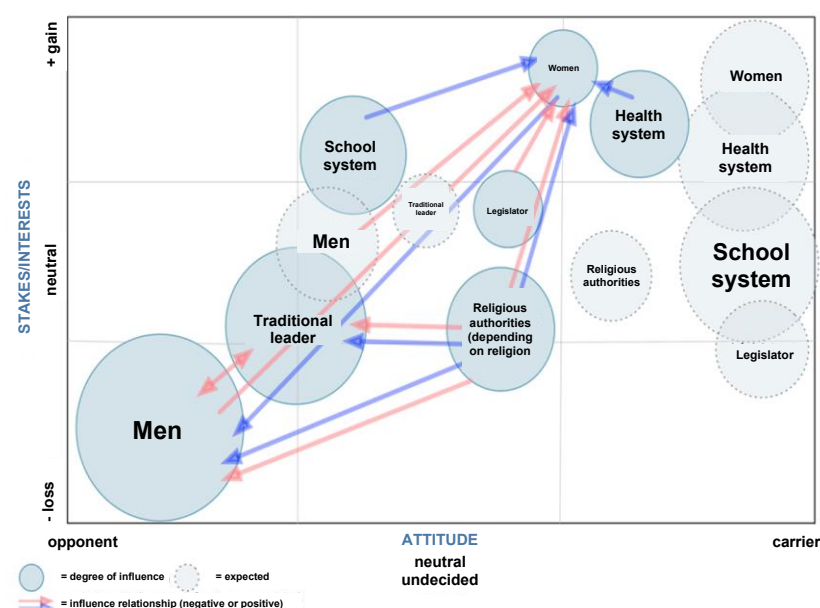 + gain
Women
Women
School
system
Health
system
Health
system
Traditional
leader
Legislator
Men
School
system
STAKES/INTERESTS
neutral
Religious
authorities
Traditional
leader
Religious
authorities
(depending
on religion
Legislator
Men
- loss
opponent
ATTITUDE
carrier
neutral
undecided
= degree of influence
= expected
= influence relationship (negative or positive)